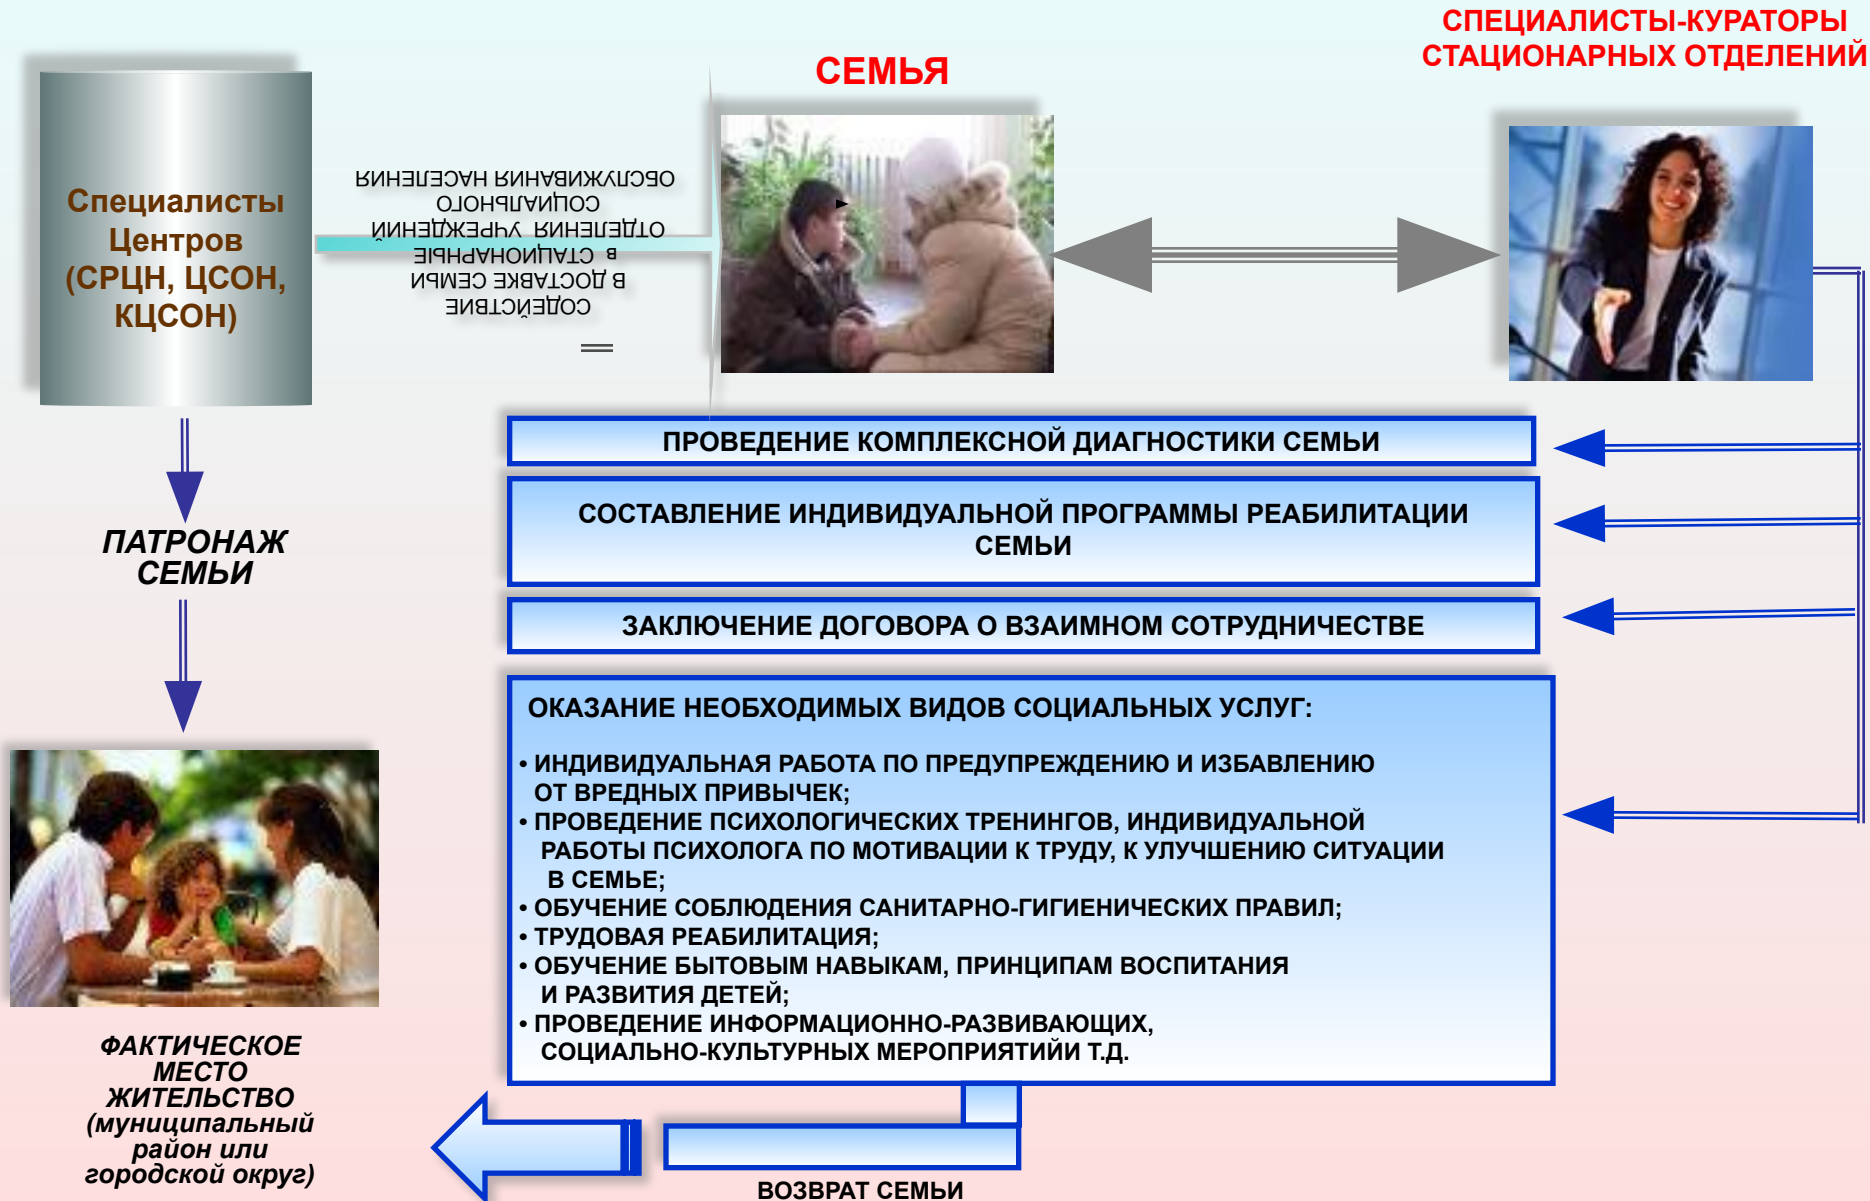 СПЕЦИАЛИСТЫ-КУРАТОРЫ
СТАЦИОНАРНЫХ ОТДЕЛЕНИЙ
СЕМЬЯ
Специалисты
Центров
(СРЦН, ЦСОН,
КЦСОН)
СОДЕЙСТВИЕ
В ДОСТАВКЕ СЕМЬИ
в СТАЦИОНАРНЫЕ
ОТДЕЛЕНИЯ УЧРЕЖДЕНИЙ
СОЦИАЛЬНОГО
ОБСЛУЖИВАНИЯ НАСЕЛЕНИЯ
ПРОВЕДЕНИЕ КОМПЛЕКСНОЙ ДИАГНОСТИКИ СЕМЬИ
СОСТАВЛЕНИЕ ИНДИВИДУАЛЬНОЙ ПРОГРАММЫ РЕАБИЛИТАЦИИ
СЕМЬИ
ЗАКЛЮЧЕНИЕ ДОГОВОРА О ВЗАИМНОМ СОТРУДНИЧЕСТВЕ
ОКАЗАНИЕ НЕОБХОДИМЫХ ВИДОВ СОЦИАЛЬНЫХ УСЛУГ:
• ИНДИВИДУАЛЬНАЯ РАБОТА ПО ПРЕДУПРЕЖДЕНИЮ И ИЗБАВЛЕНИЮ
ОТ ВРЕДНЫХ ПРИВЫЧЕК;
• ПРОВЕДЕНИЕ ПСИХОЛОГИЧЕСКИХ ТРЕНИНГОВ, ИНДИВИДУАЛЬНОЙ
РАБОТЫ ПСИХОЛОГА ПО МОТИВАЦИИ К ТРУДУ, К УЛУЧШЕНИЮ СИТУАЦИИ
В СЕМЬЕ;
• ОБУЧЕНИЕ СОБЛЮДЕНИЯ САНИТАРНО-ГИГИЕНИЧЕСКИХ ПРАВИЛ;
• ТРУДОВАЯ РЕАБИЛИТАЦИЯ;
• ОБУЧЕНИЕ БЫТОВЫМ НАВЫКАМ, ПРИНЦИПАМ ВОСПИТАНИЯ
И РАЗВИТИЯ ДЕТЕЙ;
• ПРОВЕДЕНИЕ ИНФОРМАЦИОННО-РАЗВИВАЮЩИХ,
СОЦИАЛЬНО-КУЛЬТУРНЫХ МЕРОПРИЯТИЙИ Т.Д.
ПАТРОНАЖ
СЕМЬИ
ФАКТИЧЕСКОЕ
МЕСТО
ЖИТЕЛЬСТВО
(муниципальный
район или
городской округ)
ВОЗВРАТ СЕМЬИ